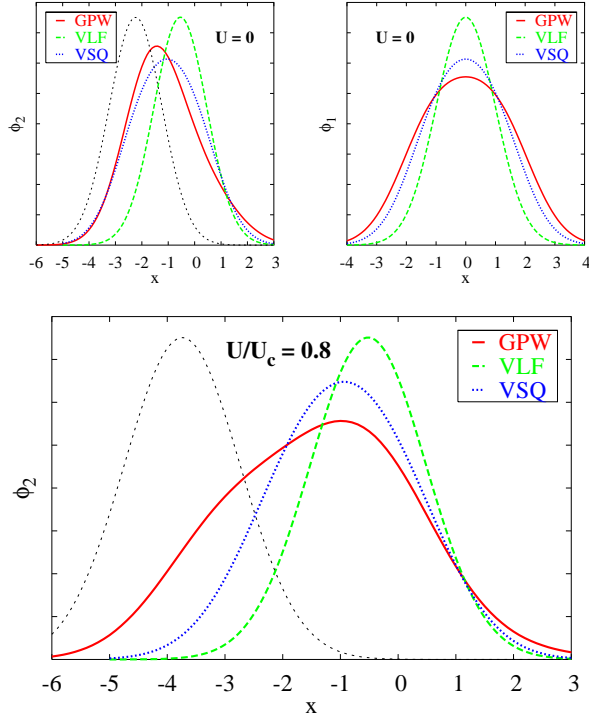 GPW
VLF
VSQ
U = 0
ϕ2
-6 -5 -4 -3 -2 -1 0 1 2 3
x
GPW
VLF
VSQ
U = 0
ϕ1
-4 -3 -2 -1 0 1 2 3 4
x
U/Uc = 0.8
GPW
VLF
VSQ
ϕ2
-6 -5 -4 -3 -2 -1 0 1 2 3
x